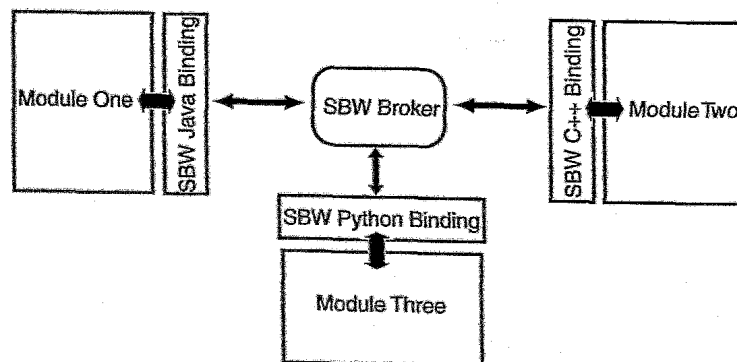 Module One
SBW Java Binding
SBW Broker
SBW C++ Binding
Module Two
SBW Python Binding
Module Three